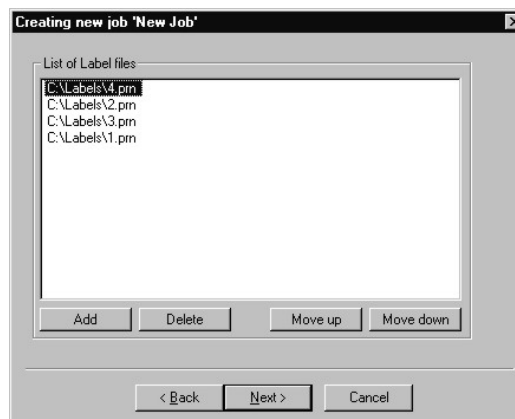 Creating new job 'New Job'
List of Label files
C:\Labels\4.prn
C:\Labels\2.prn
C:\Labels\3.prn
C:\Labels\1.prn
Add Delete Move up Move down
< Back Next > Cancel